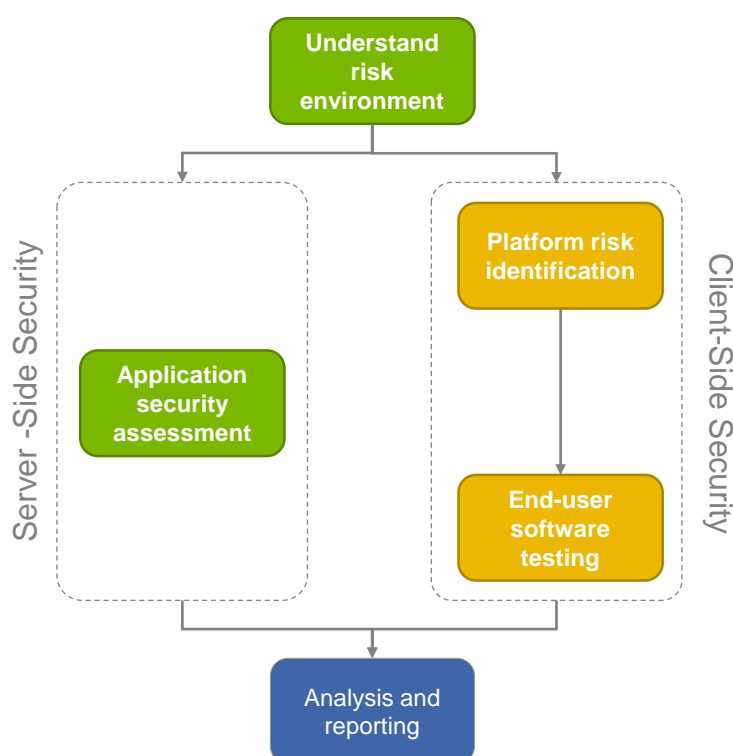 Understand
risk
environment
Server -Side Security
Application
security
assessment
Platform risk
identification
End-user
software
testing
Client-Side Security
Analysis and
reporting